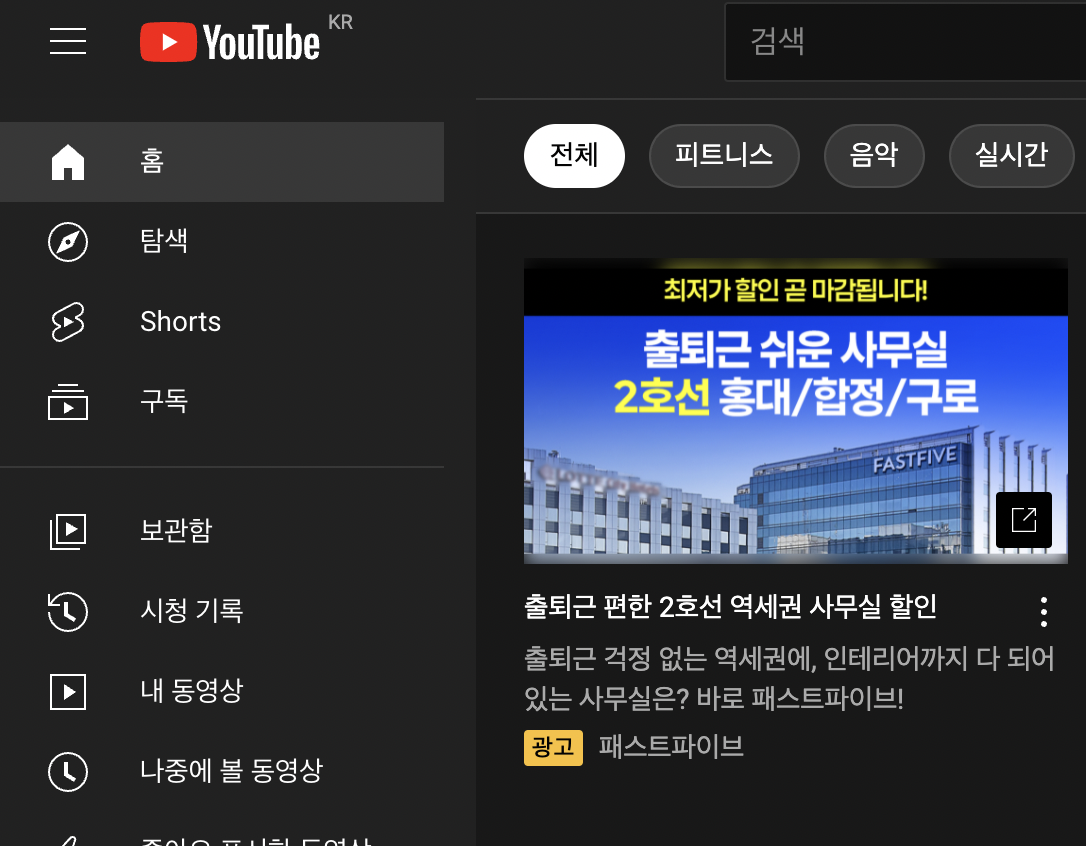 YouTube KR
검색
홈
탐색
Shorts
구독
보관함
시청 기록
내 동영상
나중에 볼 동영상
전체 피트니스 음악 실시간
최저가 할인 곧 마감됩니다!
출퇴근 쉬운 사무실
2호선 홍대/합정/구로
FASTFIVE
출퇴근 편한 2호선 역세권 사무실 할인
출퇴근 걱정 없는 역세권에, 인테리어까지 다 되어
있는 사무실은? 바로 패스트파이브!
광고 패스트파이브